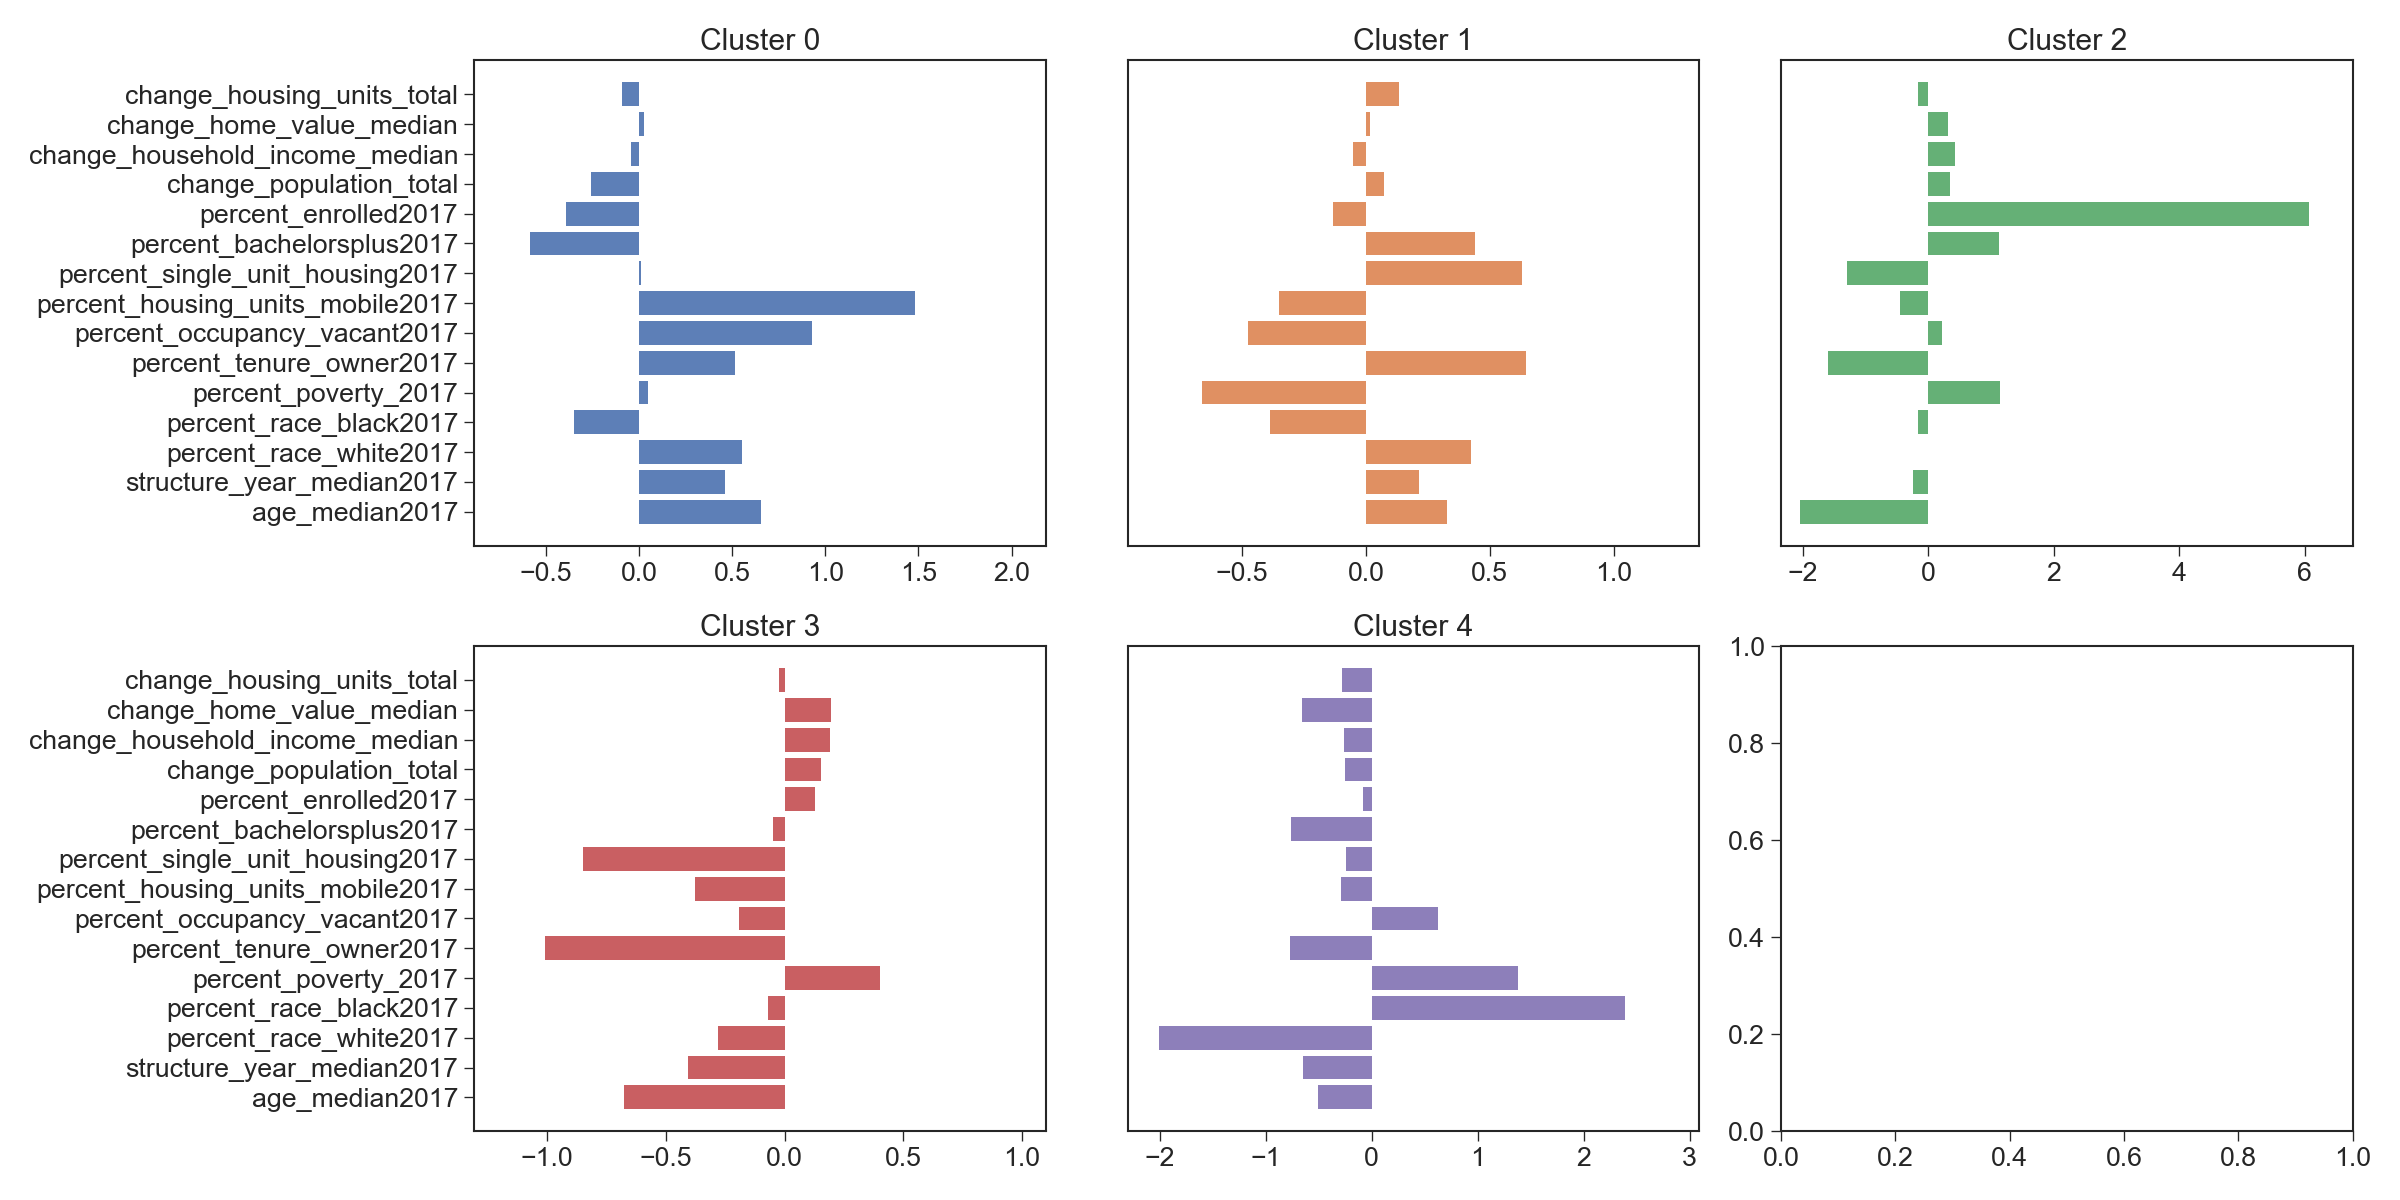 Cluster 0
change_housing_units_total
change_home_value_median
change_household_income_median
change_population_total
percent_enrolled2017
percent_bachelorsplus2017
percent_single_unit_housing2017
percent_housing_units_mobile2017
percent_occupancy_vacant2017
percent_tenure_owner2017
percent_poverty_2017
percent_race_black2017
percent_race_white2017
structure_year_median2017
age_median2017
−0.5 0.0 0.5 1.0 1.5 2.0
Cluster 1
−0.5 0.0 0.5 1.0
Cluster 2
−2 0 2 4 6
Cluster 3
change_housing_units_total
change_home_value_median
change_household_income_median
change_population_total
percent_enrolled2017
percent_bachelorsplus2017
percent_single_unit_housing2017
percent_housing_units_mobile2017
percent_occupancy_vacant2017
percent_tenure_owner2017
percent_poverty_2017
percent_race_black2017
percent_race_white2017
structure_year_median2017
age_median2017
−1.0 −0.5 0.0 0.5 1.0
Cluster 4
−2 −1 0 1 2 3
1.0
0.8
0.6
0.4
0.2
0.0
0.0 0.2 0.4 0.6 0.8 1.0